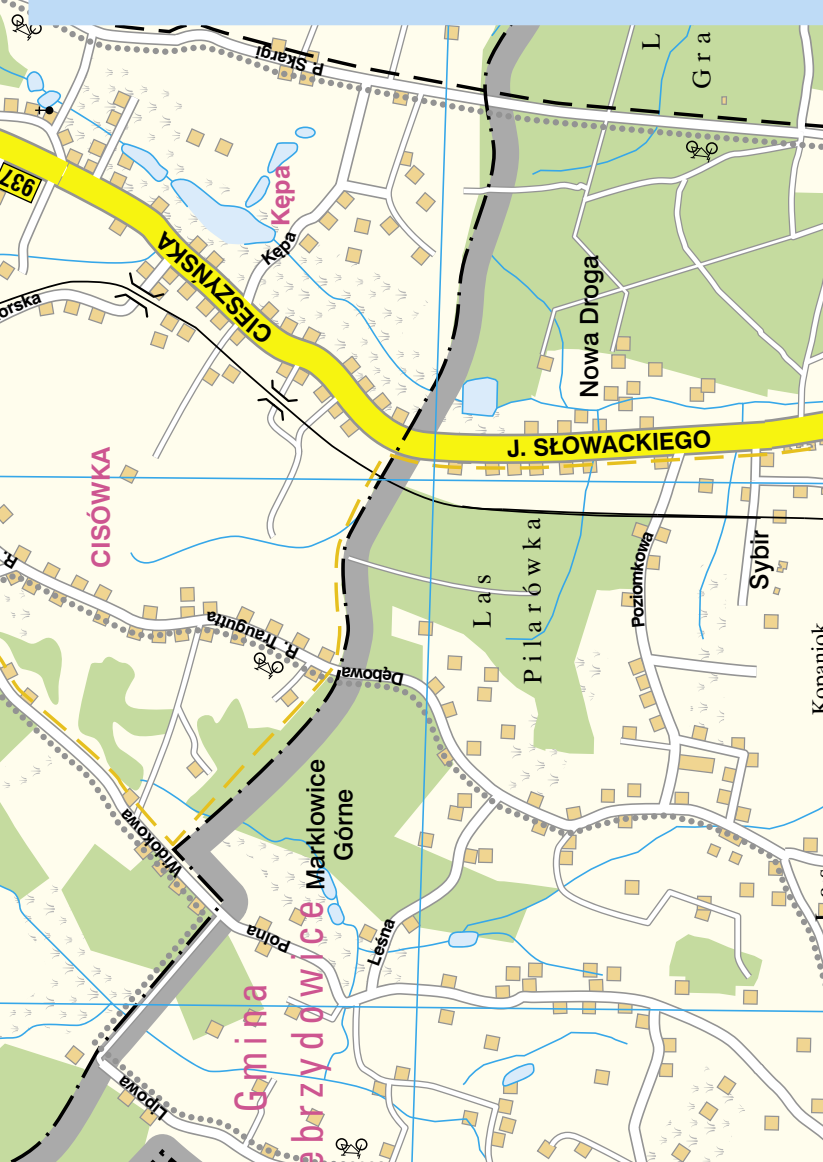 L
Gra
P. Skargi
937
Kępa
Kępa
CIESZYŃSKA
orska
Nowa Droga
J. SŁOWACKIEGO
CISÓWKA
Las
Pilarówka
Poziomkowa
Sybir
Kopaniok
R.
R. Traugutta
Dębowa
Marklowice
Górne
Widokowa
Polna
Leśna
Gmina
ebrzydowice
Lipowa